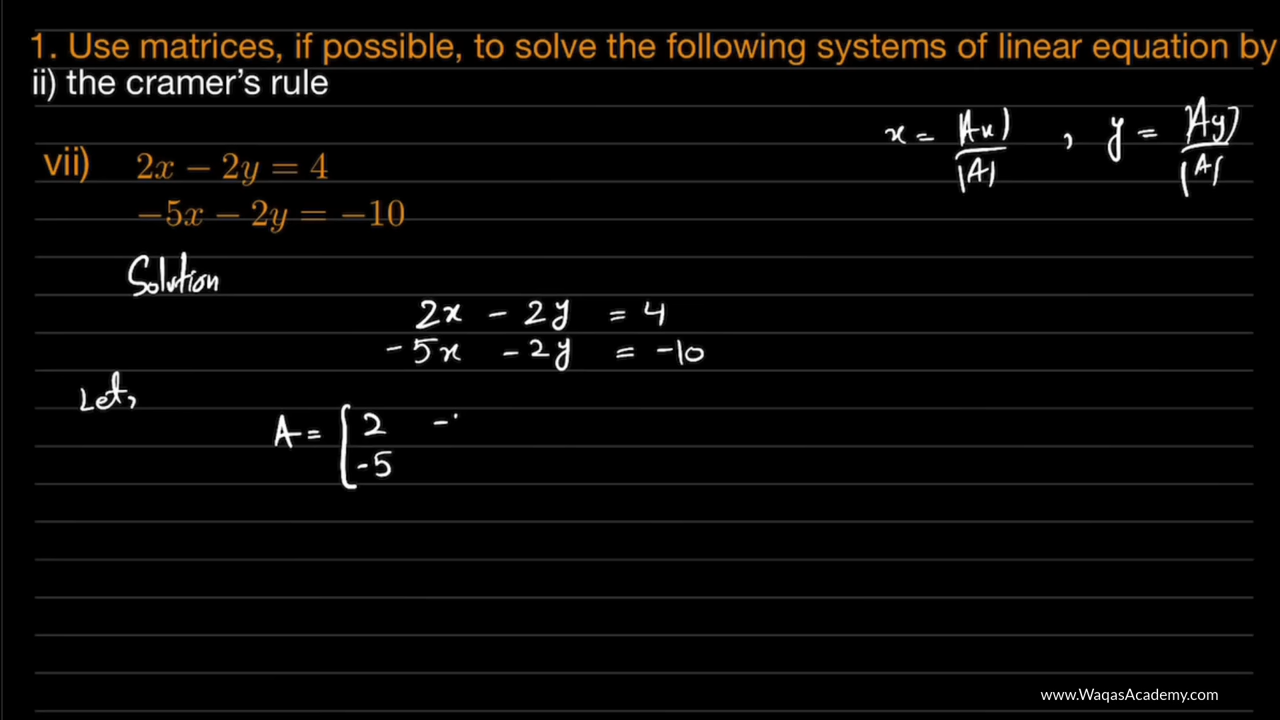 1. Use matrices, if possible, to solve the following systems of linear equation by
ii) the cramer's rule
x = |Ax| / |A| , y = |Ay| / |A|
vii) 2x − 2y = 4
−5x − 2y = −10
Solution
2x - 2y = 4
-5x - 2y = -10
Let,
A = [ 2 -
-5
www.WaqasAcademy.com